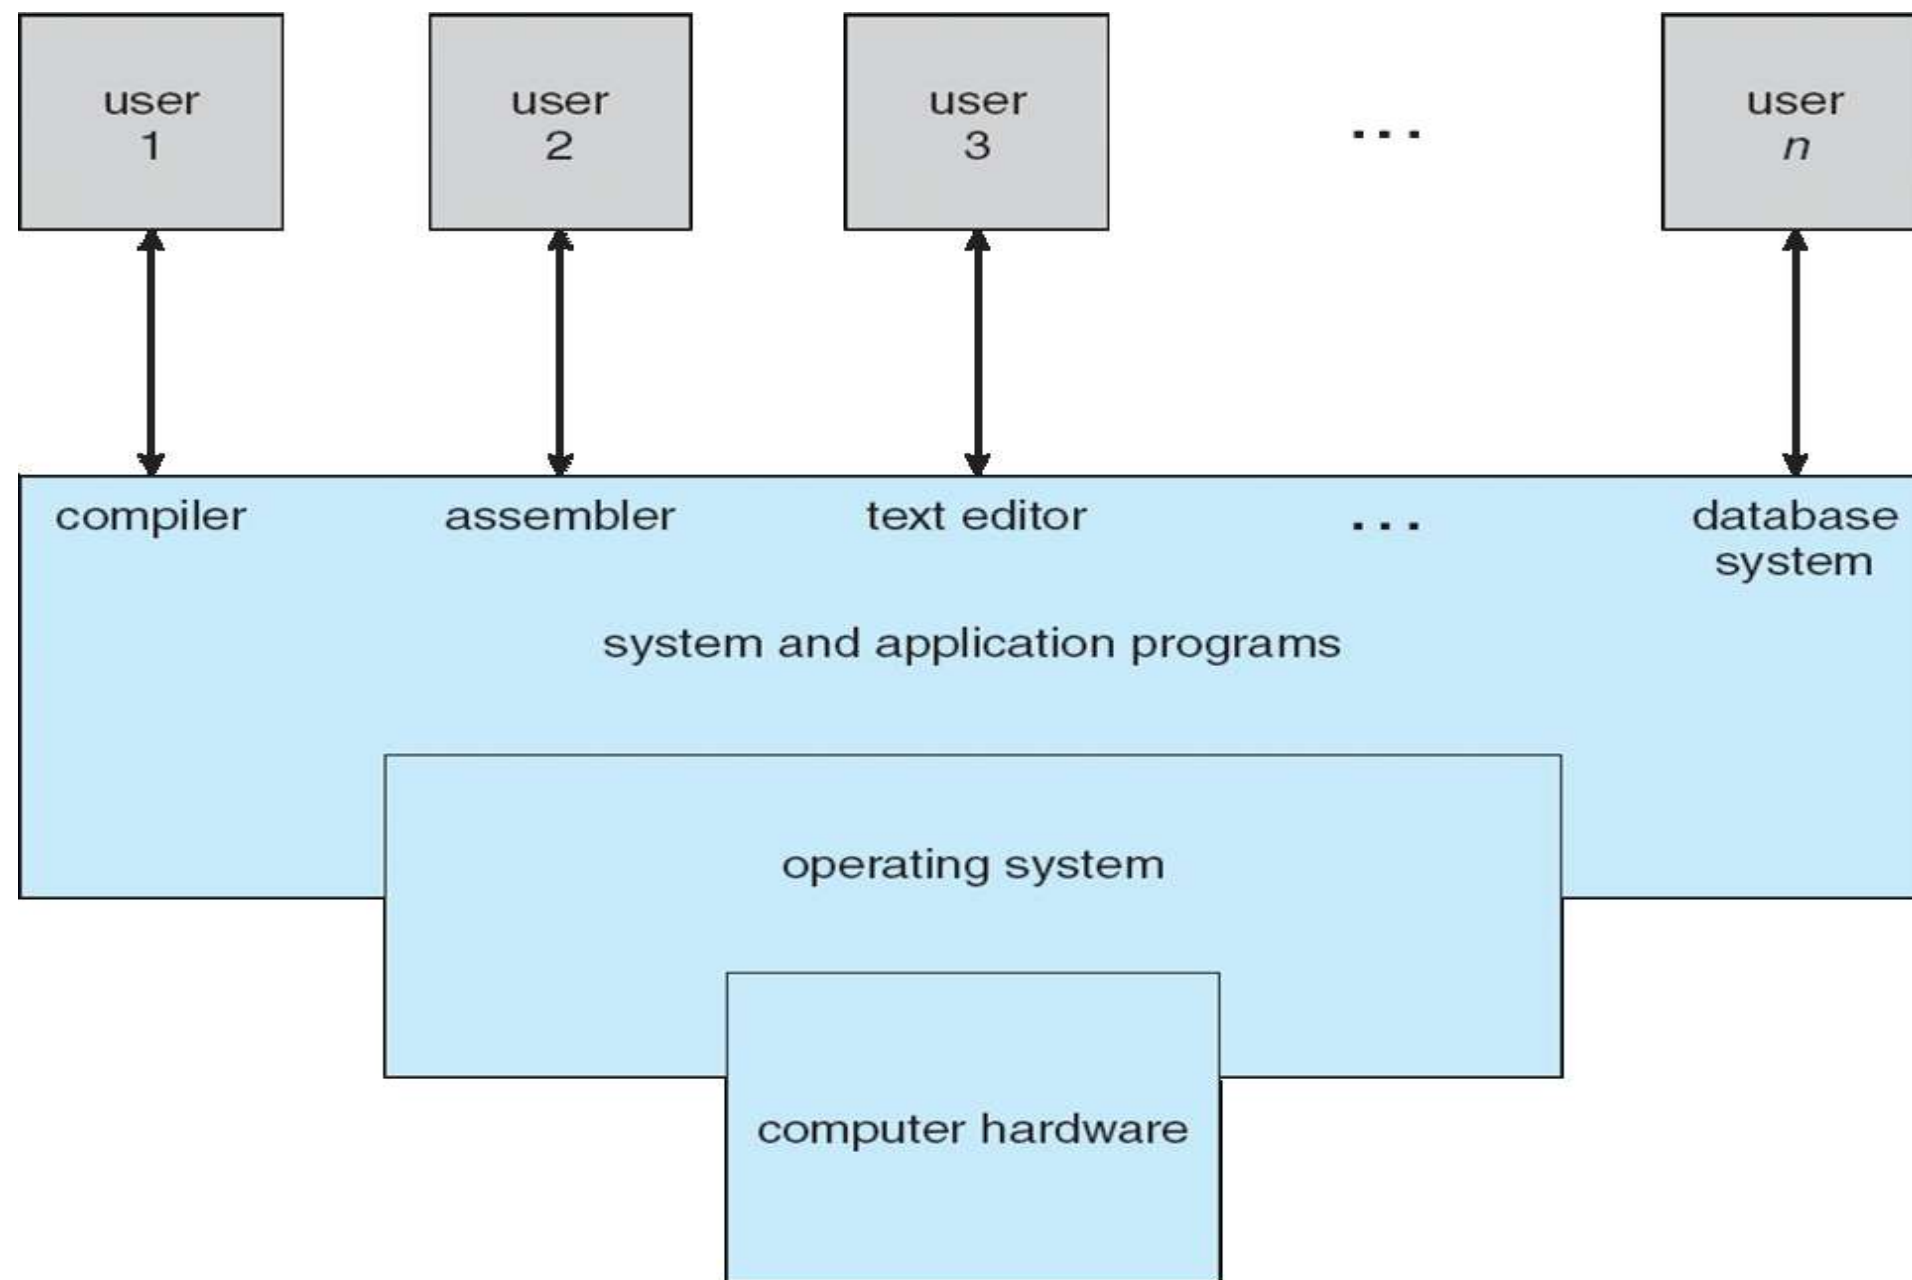 user
1
user
2
user
3
...
user
n
compiler
assembler
text editor
...
database
system
system and application programs
operating system
computer hardware